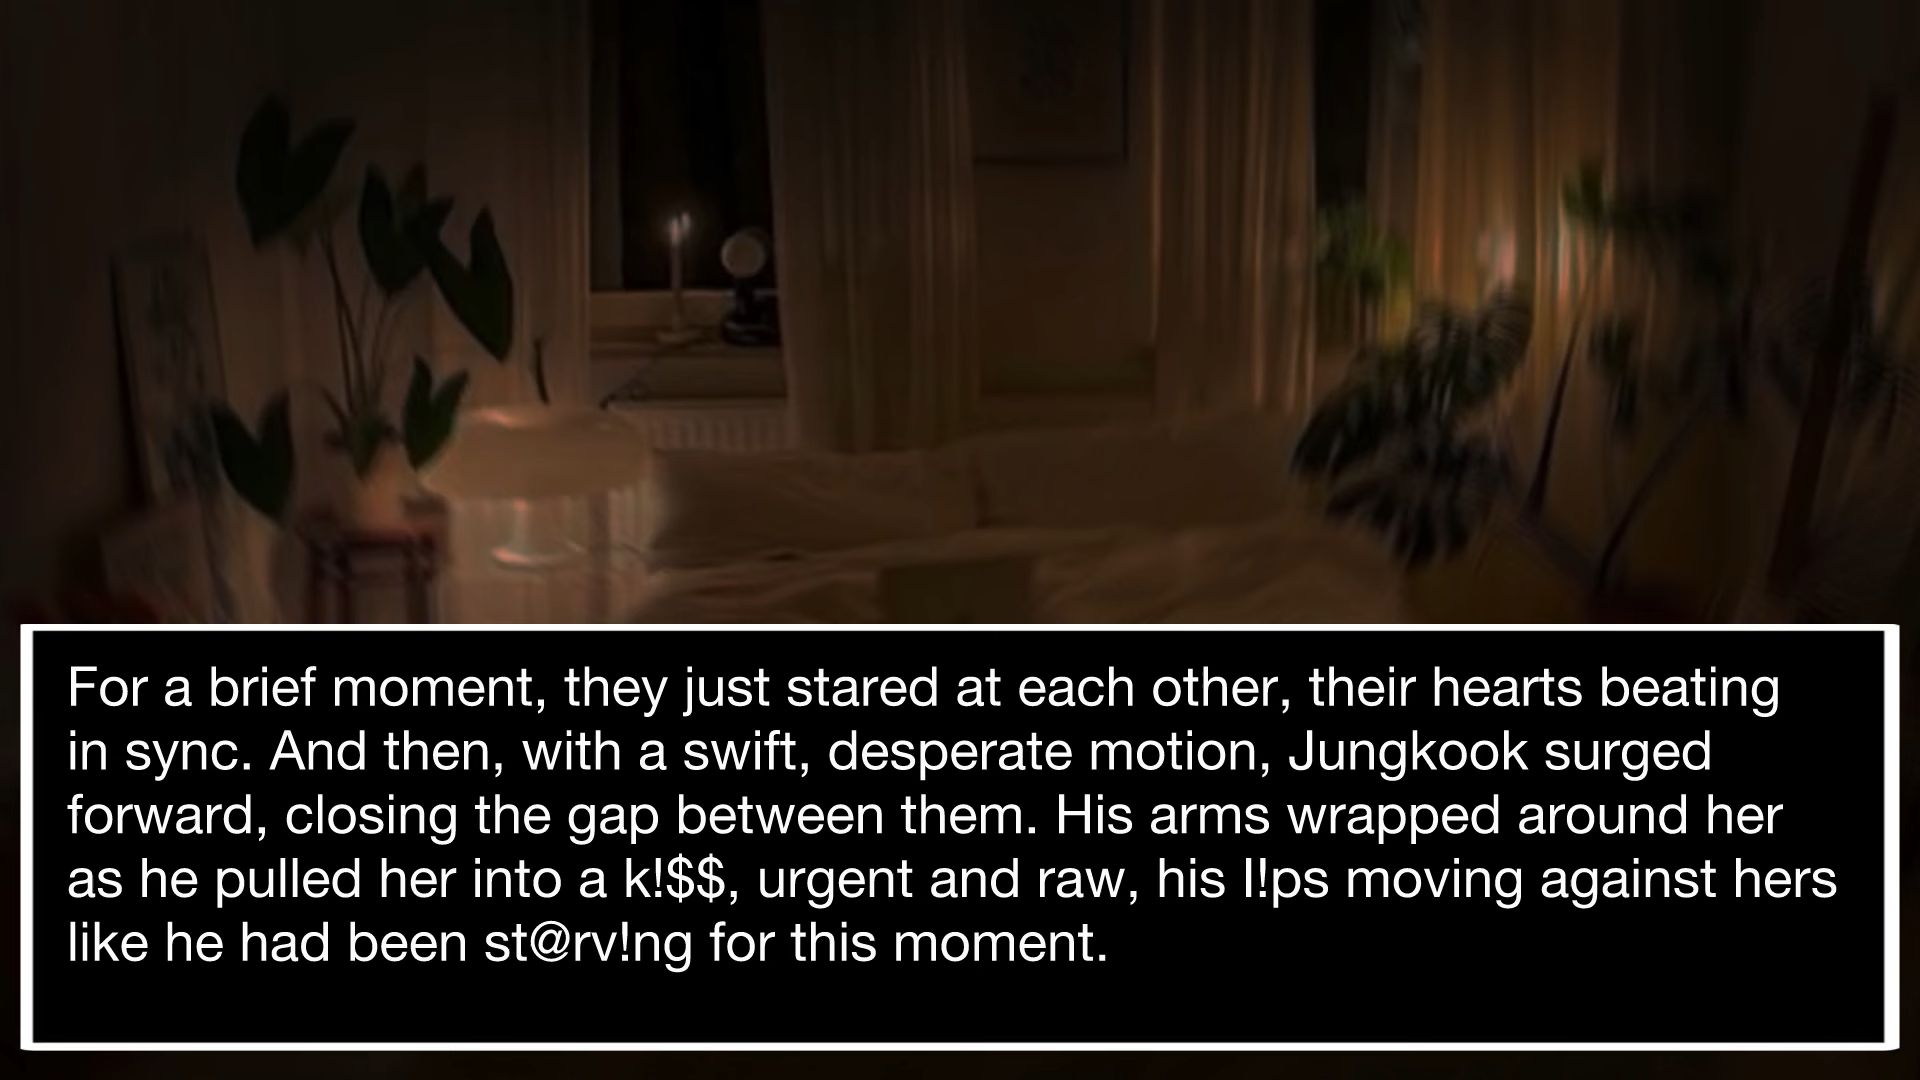 For a brief moment, they just stared at each other, their hearts beating
in sync. And then, with a swift, desperate motion, Jungkook surged
forward, closing the gap between them. His arms wrapped around her
as he pulled her into a k!$$, urgent and raw, his l!ps moving against hers
like he had been st@rv!ng for this moment.